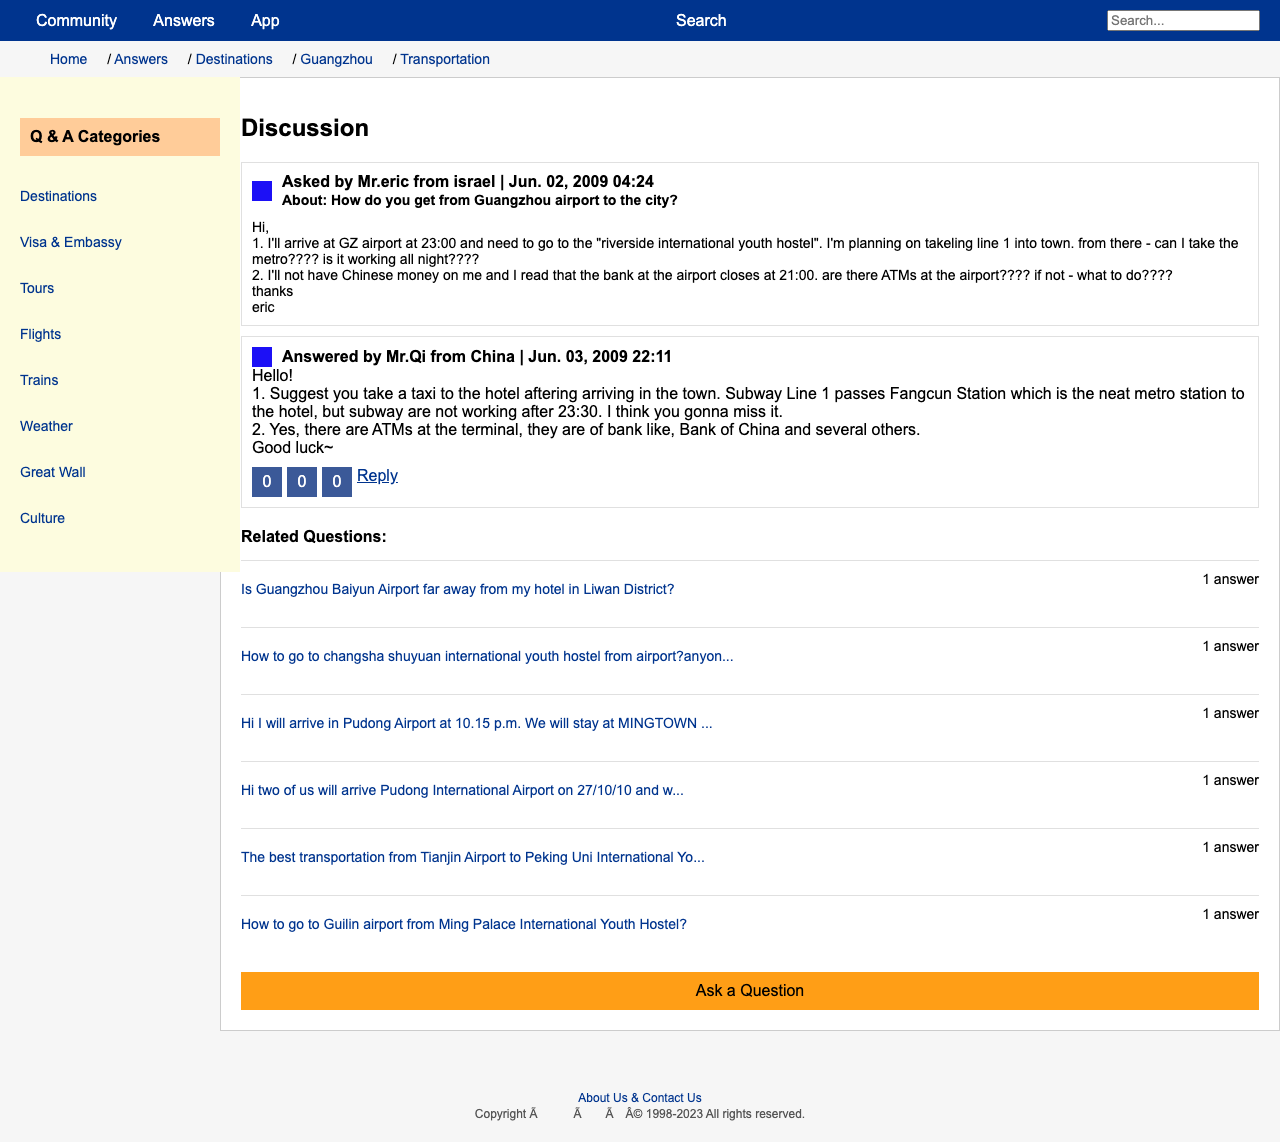 Community Answers App Search Search...
Home / Answers / Destinations / Guangzhou / Transportation
Q & A Categories
Destinations
Visa & Embassy
Tours
Flights
Trains
Weather
Great Wall
Culture
Discussion
Asked by Mr.eric from israel | Jun. 02, 2009 04:24
About: How do you get from Guangzhou airport to the city?
Hi,
1. I'll arrive at GZ airport at 23:00 and need to go to the "riverside international youth hostel". I'm planning on takeling line 1 into town. from there - can I take the
metro???? is it working all night????
2. I'll not have Chinese money on me and I read that the bank at the airport closes at 21:00. are there ATMs at the airport???? if not - what to do????
thanks
eric
Answered by Mr.Qi from China | Jun. 03, 2009 22:11
Hello!
1. Suggest you take a taxi to the hotel aftering arriving in the town. Subway Line 1 passes Fangcun Station which is the neat metro station to
the hotel, but subway are not working after 23:30. I think you gonna miss it.
2. Yes, there are ATMs at the terminal, they are of bank like, Bank of China and several others.
Good luck~
0 0 0 Reply
Related Questions:
Is Guangzhou Baiyun Airport far away from my hotel in Liwan District? 1 answer
How to go to changsha shuyuan international youth hostel from airport?anyon... 1 answer
Hi I will arrive in Pudong Airport at 10.15 p.m. We will stay at MINGTOWN ... 1 answer
Hi two of us will arrive Pudong International Airport on 27/10/10 and w... 1 answer
The best transportation from Tianjin Airport to Peking Uni International Yo... 1 answer
How to go to Guilin airport from Ming Palace International Youth Hostel? 1 answer
Ask a Question
About Us & Contact Us
Copyright Ã Ã Ã Â© 1998-2023 All rights reserved.